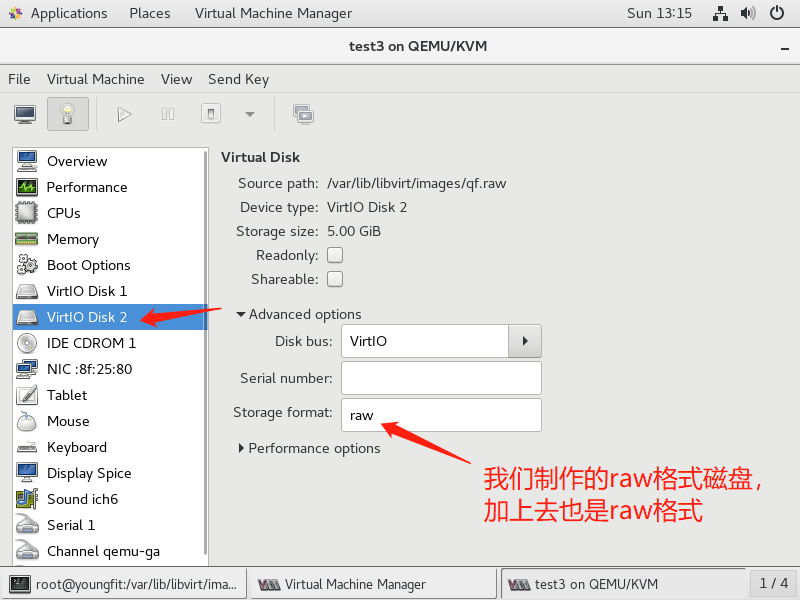 Applications Places Virtual Machine Manager Sun 13:15
test3 on QEMU/KVM
File Virtual Machine View Send Key
Overview
Performance
CPUs
Memory
Boot Options
VirtIO Disk 1
VirtIO Disk 2
IDE CDROM 1
NIC :8f:25:80
Tablet
Mouse
Keyboard
Display Spice
Sound ich6
Serial 1
Channel qemu-ga
Virtual Disk
Source path: /var/lib/libvirt/images/qf.raw
Device type: VirtIO Disk 2
Storage size: 5.00 GiB
Readonly:
Shareable:
Advanced options
Disk bus: VirtIO
Serial number:
Storage format: raw
Performance options
我们制作的raw格式磁盘,
加上去也是raw格式
root@youngfit:/var/lib/libvirt/ima... Virtual Machine Manager test3 on QEMU/KVM 1 / 4